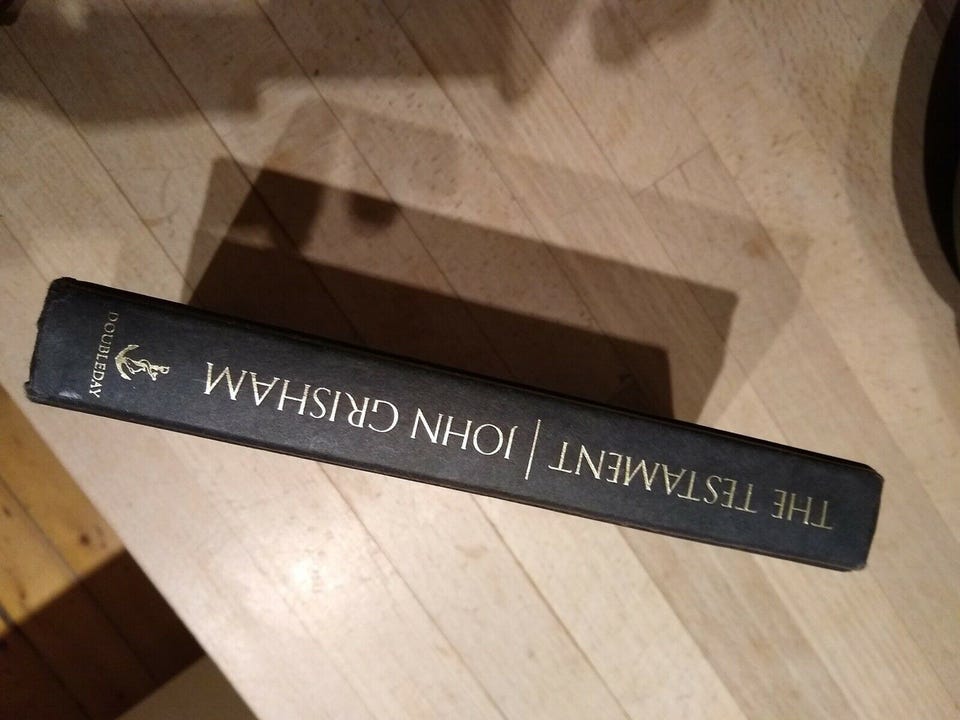 THE TESTAMENT | JOHN GRISHAM
DOUBLEDAY